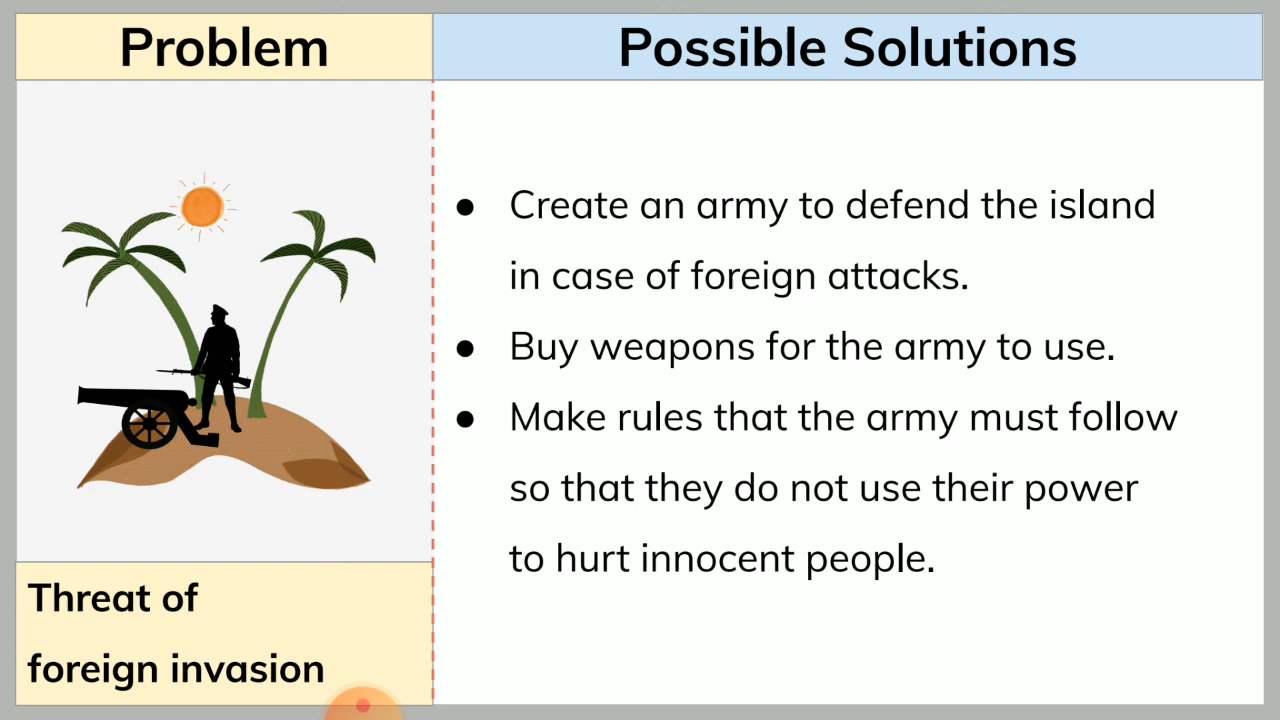 Problem
Possible Solutions
● Create an army to defend the island
in case of foreign attacks.
● Buy weapons for the army to use.
● Make rules that the army must follow
so that they do not use their power
to hurt innocent people.
Threat of
foreign invasion